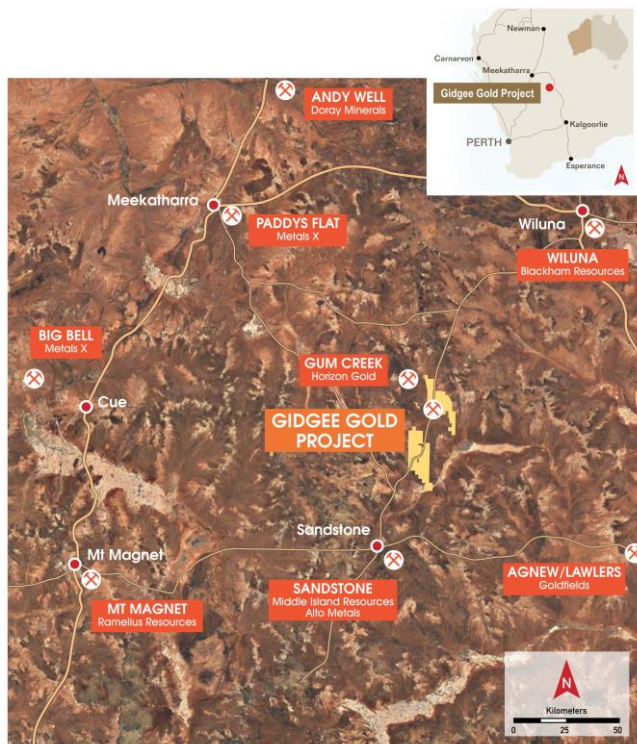 Newman
Carnarvon
Meekatharra
Gidgee Gold Project
Kalgoorlie
PERTH
Esperance
N
ANDY WELL
Doray Minerals
Meekatharra
PADDYS FLAT
Metals X
Wiluna
WILUNA
Blackham Resources
BIG BELL
Metals X
GUM CREEK
Horizon Gold
Cue
GIDGEE GOLD
PROJECT
Sandstone
Mt Magnet
MT MAGNET
Ramelius Resources
SANDSTONE
Middle Island Resources
Alto Metals
AGNEW/LAWLERS
Goldfields
N
Kilometers
0 25 50